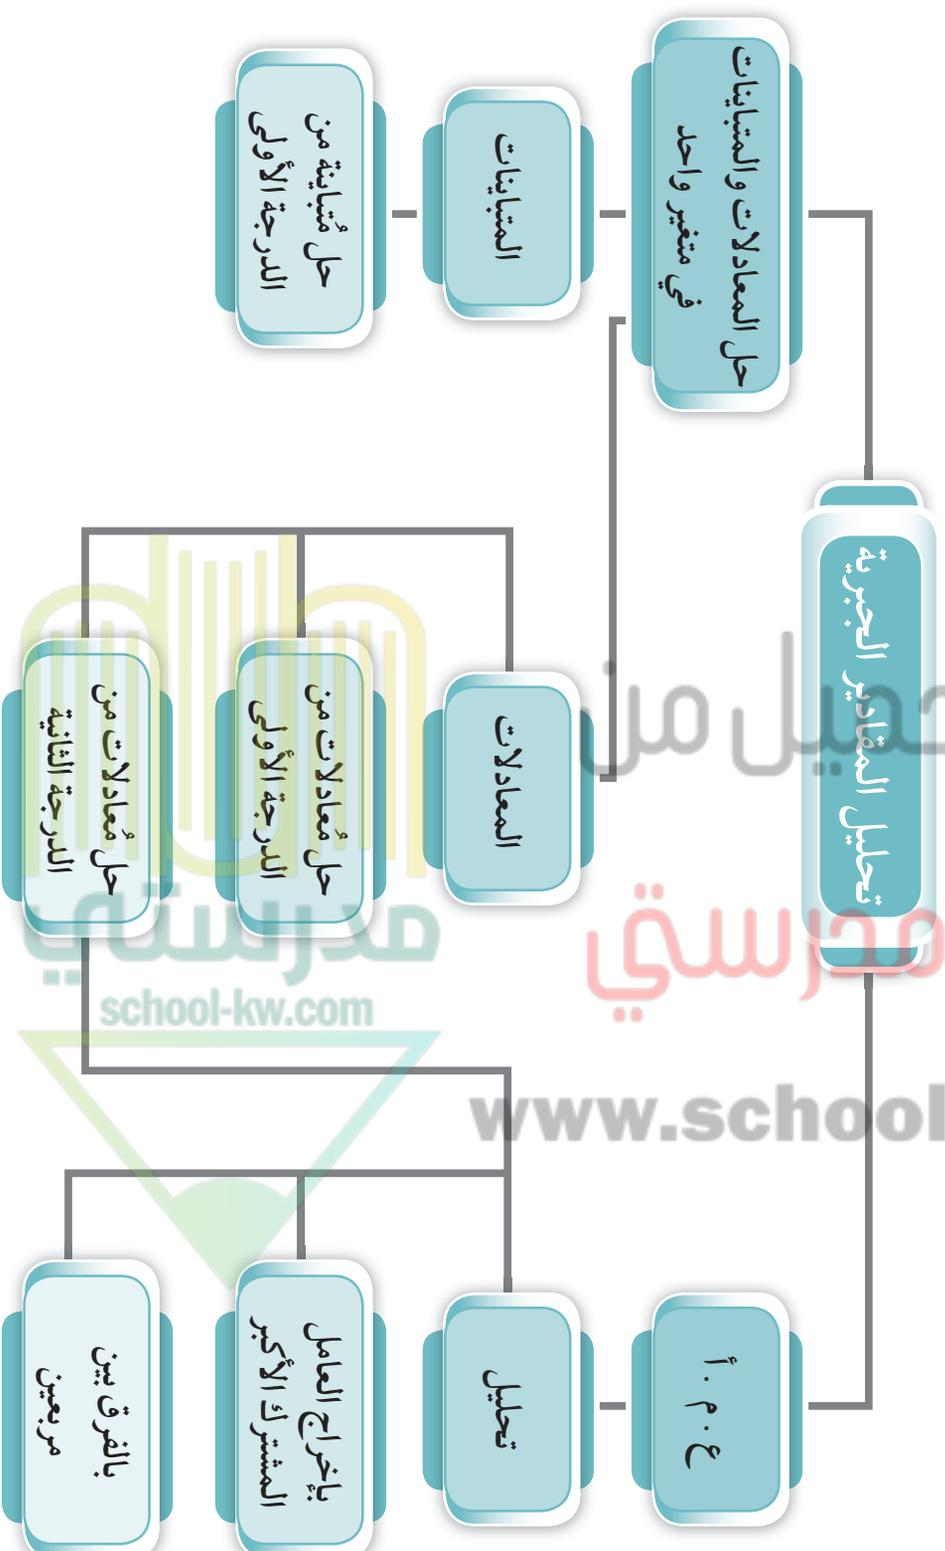 تحليل المقادير الجبرية
ع . م . أ
تحليل
بإخراج العامل
المشترك الأكبر
بالفرق بين
مربعين
حل المعادلات والمتباينات
في متغير واحد
المتباينات
حل مُتباينة من
الدرجة الأولى
المعادلات
حل مُعادلات من
الدرجة الأولى
حل مُعادلات من
الدرجة الثانية
حميل من
مدرستي
www.school
مدرستي
school-kw.com